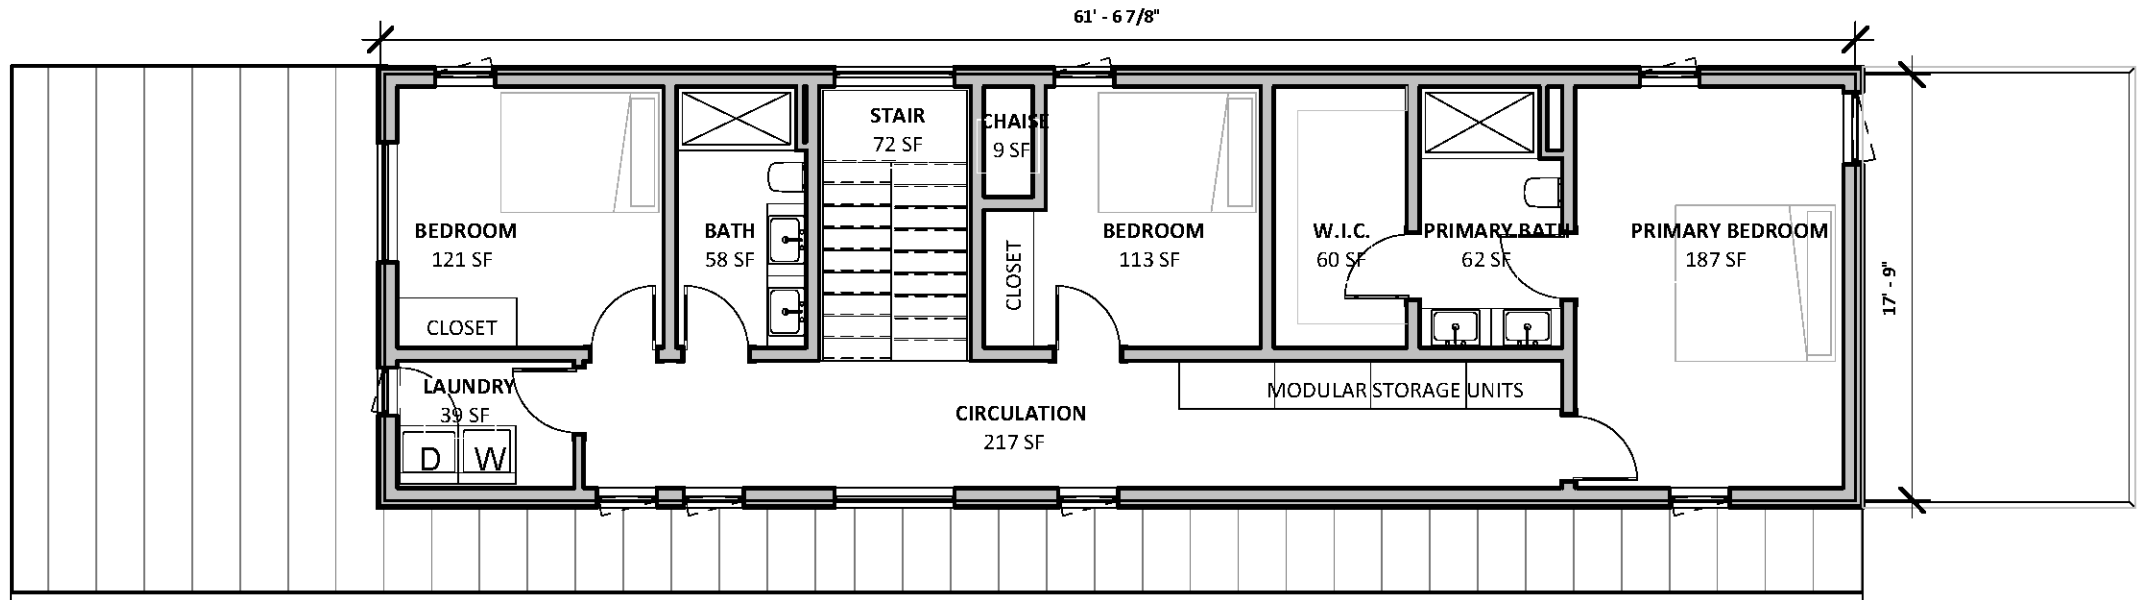 61' - 6 7/8"
STAIR
72 SF
CHAISE
9 SF
BEDROOM
121 SF
BATH
58 SF
CLOSET
BEDROOM
113 SF
W.I.C.
60 SF
PRIMARY BATH
62 SF
PRIMARY BEDROOM
187 SF
17' - 9"
CLOSET
LAUNDRY
39 SF
D W
CIRCULATION
217 SF
MODULAR STORAGE UNITS